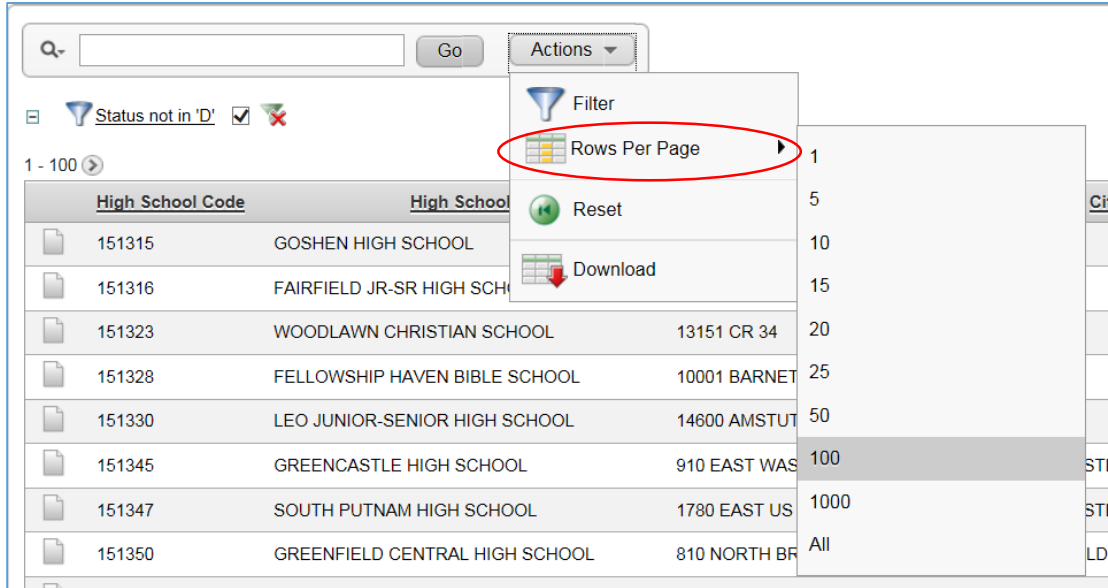 Go
Actions
Status not in 'D'
Filter
Rows Per Page
Reset
Download
1
5
10
15
20
25
50
100
1000
All
1 - 100
High School Code High School
151315 GOSHEN HIGH SCHOOL
151316 FAIRFIELD JR-SR HIGH
151323 WOODLAWN CHRISTIAN SCHOOL 13151 CR 34
151328 FELLOWSHIP HAVEN BIBLE SCHOOL 10001 BARNET
151330 LEO JUNIOR-SENIOR HIGH SCHOOL 14600 AMSTUT
151345 GREENCASTLE HIGH SCHOOL 910 EAST WAS
151347 SOUTH PUTNAM HIGH SCHOOL 1780 EAST US
151350 GREENFIELD CENTRAL HIGH SCHOOL 810 NORTH BR